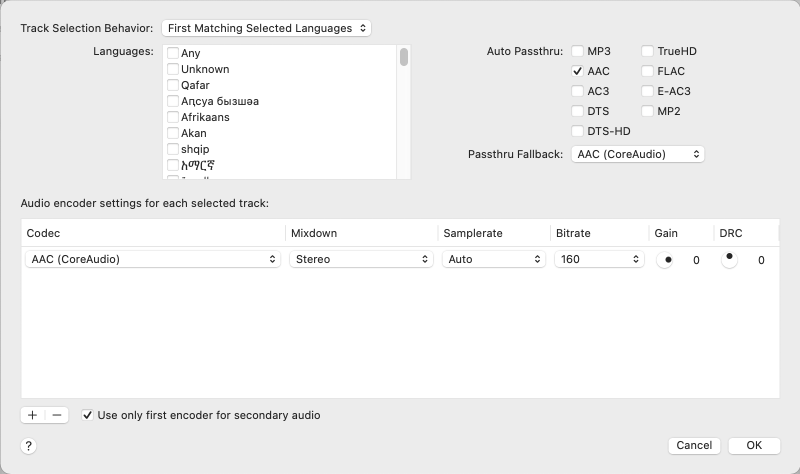 Track Selection Behavior: First Matching Selected Languages
Languages:
Any
Unknown
Qafar
Аԥсуа бызшәа
Afrikaans
Akan
shqip
አማርኛ
Auto Passthru:
MP3
TrueHD
AAC
FLAC
AC3
E-AC3
DTS
MP2
DTS-HD
Passthru Fallback: AAC (CoreAudio)
Audio encoder settings for each selected track:
Codec Mixdown Samplerate Bitrate Gain DRC
AAC (CoreAudio) Stereo Auto 160 0 0
+ −
Use only first encoder for secondary audio
? Cancel OK